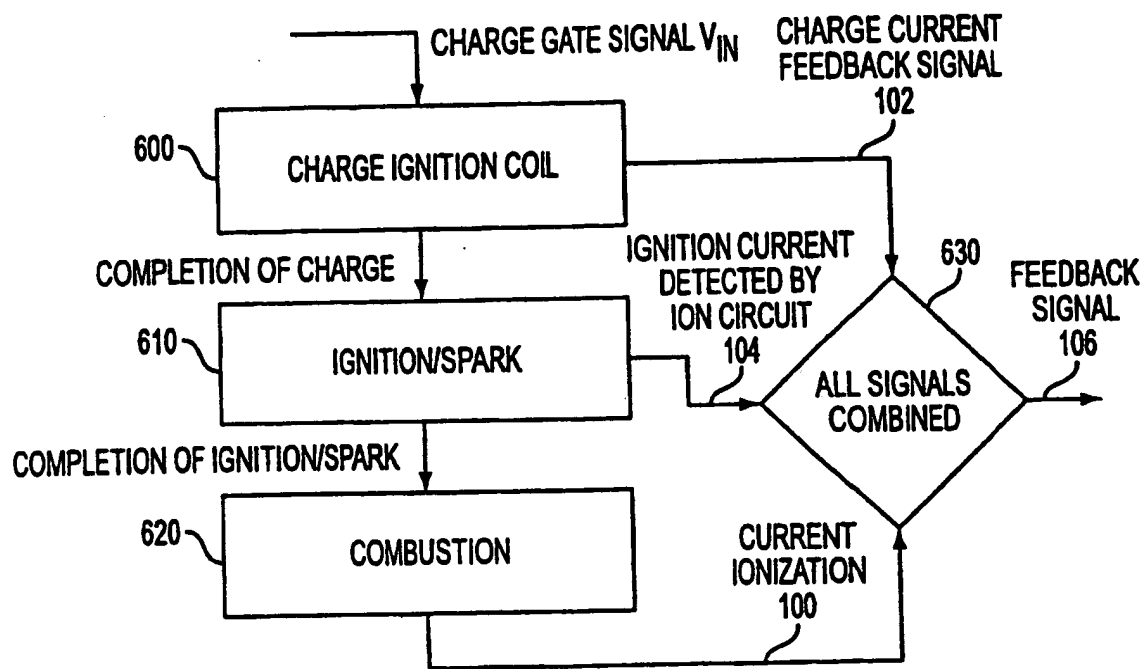 CHARGE GATE SIGNAL VIN
CHARGE CURRENT
FEEDBACK SIGNAL
102
600
CHARGE IGNITION COIL
COMPLETION OF CHARGE
IGNITION CURRENT
DETECTED BY
ION CIRCUIT
104
630
FEEDBACK
SIGNAL
106
610
IGNITION/SPARK
ALL SIGNALS
COMBINED
COMPLETION OF IGNITION/SPARK
620
COMBUSTION
CURRENT
IONIZATION
100